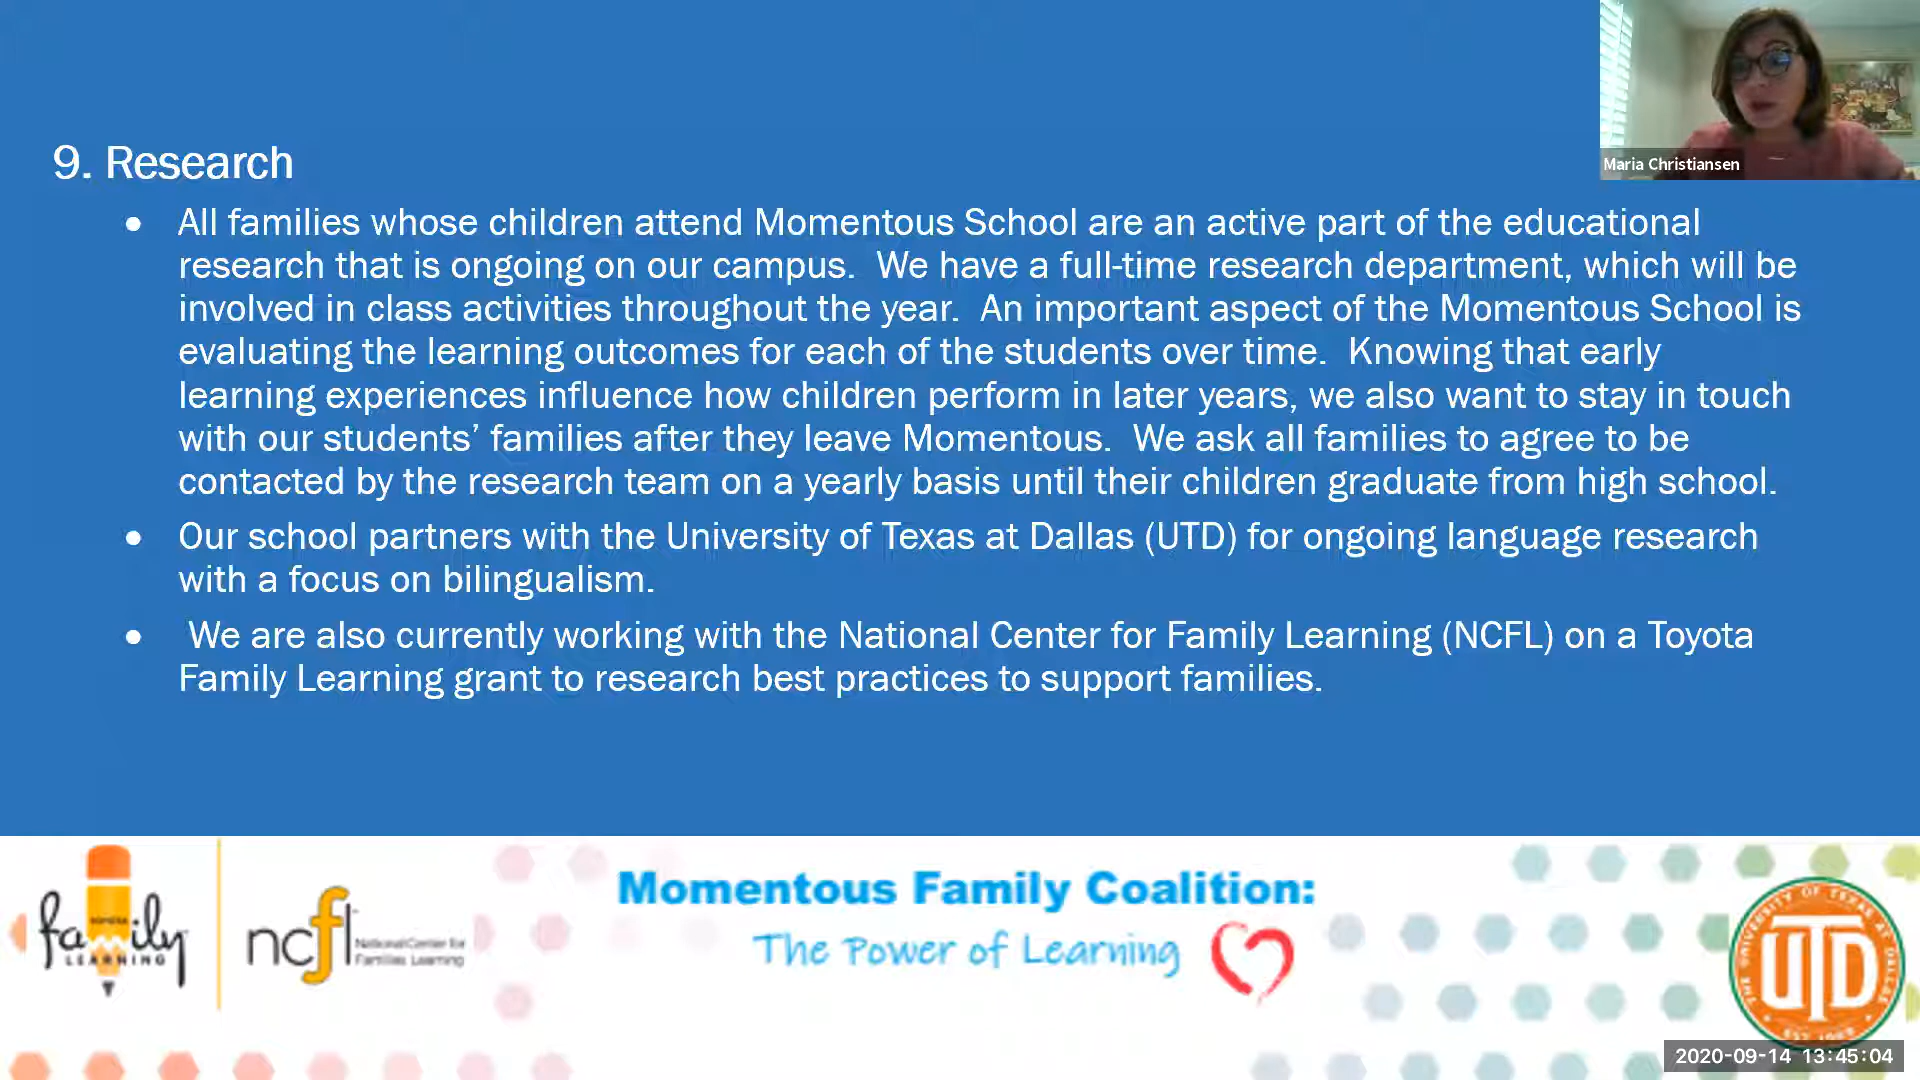 Maria Christiansen
9. Research
• All families whose children attend Momentous School are an active part of the educational
research that is ongoing on our campus.  We have a full-time research department, which will be
involved in class activities throughout the year.  An important aspect of the Momentous School is
evaluating the learning outcomes for each of the students over time.  Knowing that early
learning experiences influence how children perform in later years, we also want to stay in touch
with our students’ families after they leave Momentous.  We ask all families to agree to be
contacted by the research team on a yearly basis until their children graduate from high school.
• Our school partners with the University of Texas at Dallas (UTD) for ongoing language research
with a focus on bilingualism.
• We are also currently working with the National Center for Family Learning (NCFL) on a Toyota
Family Learning grant to research best practices to support families.
family
LEARNING
ncfl
National Center for
Families Learning
Momentous Family Coalition:
The Power of Learning
THE UNIVERSITY OF TEXAS AT DALLAS
UTD
2020-09-14 13:45:04